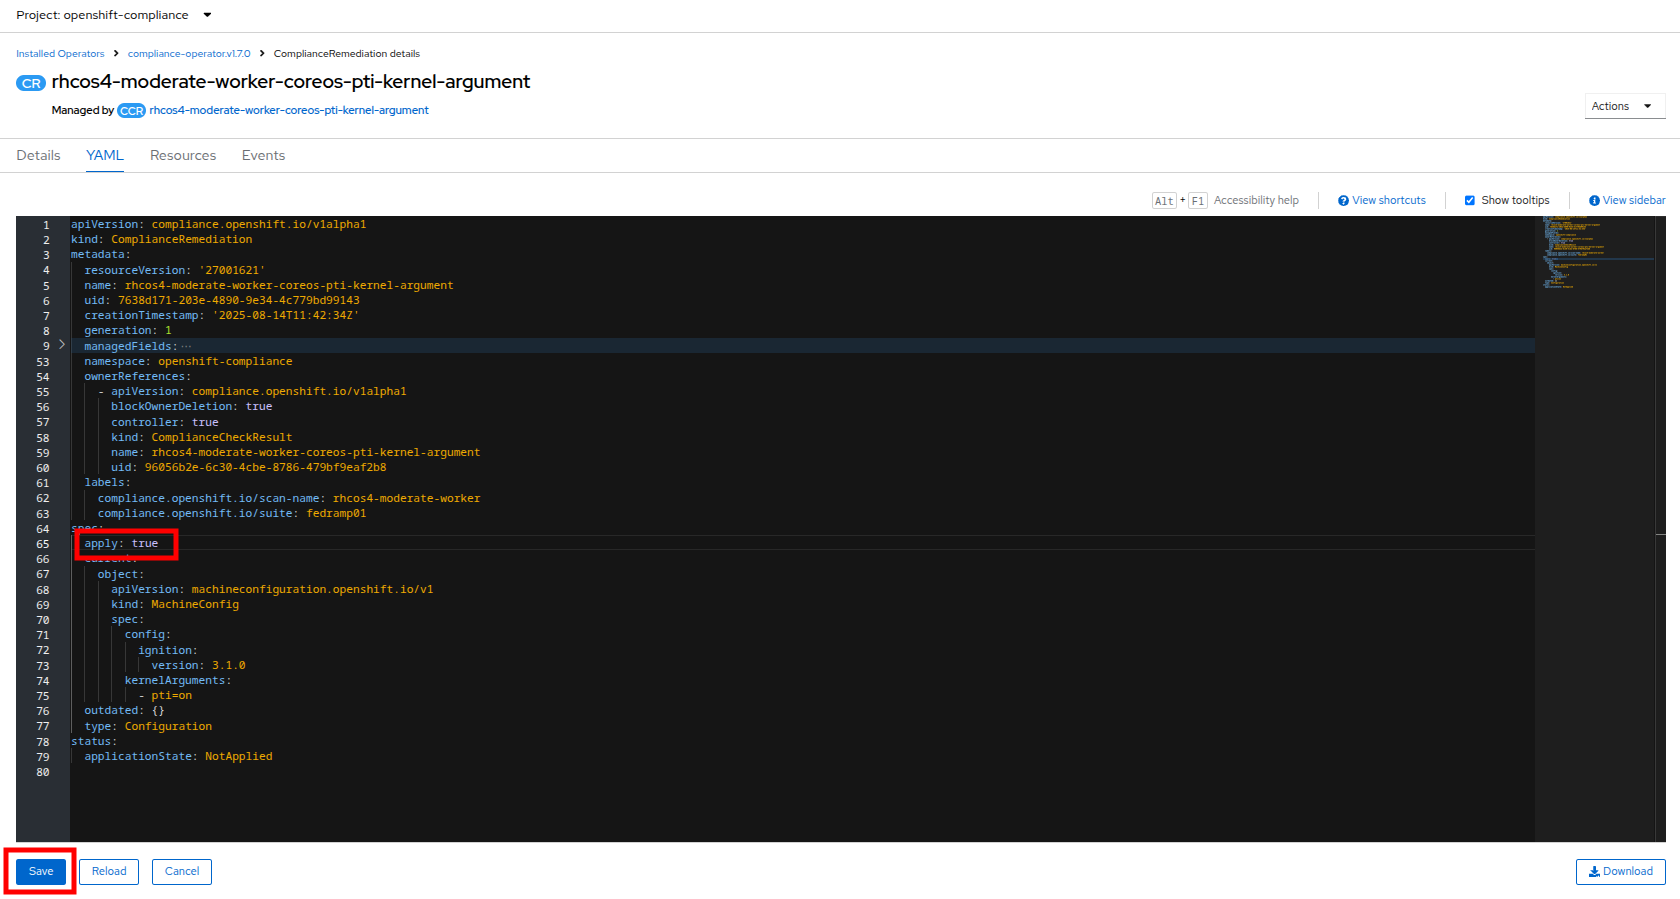 Project: openshift-compliance
Installed Operators > compliance-operator.v1.7.0 > ComplianceRemediation details
CR rhcos4-moderate-worker-coreos-pti-kernel-argument
Managed by CCR rhcos4-moderate-worker-coreos-pti-kernel-argument
Actions
Details YAML Resources Events
Alt + F1 Accessibility help View shortcuts Show tooltips View sidebar
1 apiVersion: compliance.openshift.io/v1alpha1
2 kind: ComplianceRemediation
3 metadata:
4 resourceVersion: '27001621'
5 name: rhcos4-moderate-worker-coreos-pti-kernel-argument
6 uid: 7638d171-203e-4890-9e34-4c779bd99143
7 creationTimestamp: '2025-08-14T11:42:34Z'
8 generation: 1
9 managedFields: ...
53 namespace: openshift-compliance
54 ownerReferences:
55 - apiVersion: compliance.openshift.io/v1alpha1
56 blockOwnerDeletion: true
57 controller: true
58 kind: ComplianceCheckResult
59 name: rhcos4-moderate-worker-coreos-pti-kernel-argument
60 uid: 96056b2e-6c30-4cbe-8786-479bf9eaf2b8
61 labels:
62 compliance.openshift.io/scan-name: rhcos4-moderate-worker
63 compliance.openshift.io/suite: fedramp01
64 spec:
65 apply: true
66 current:
67 object:
68 apiVersion: machineconfiguration.openshift.io/v1
69 kind: MachineConfig
70 spec:
71 config:
72 ignition:
73 version: 3.1.0
74 kernelArguments:
75 - pti=on
76 outdated: {}
77 type: Configuration
78 status:
79 applicationState: NotApplied
80
Save Reload Cancel Download